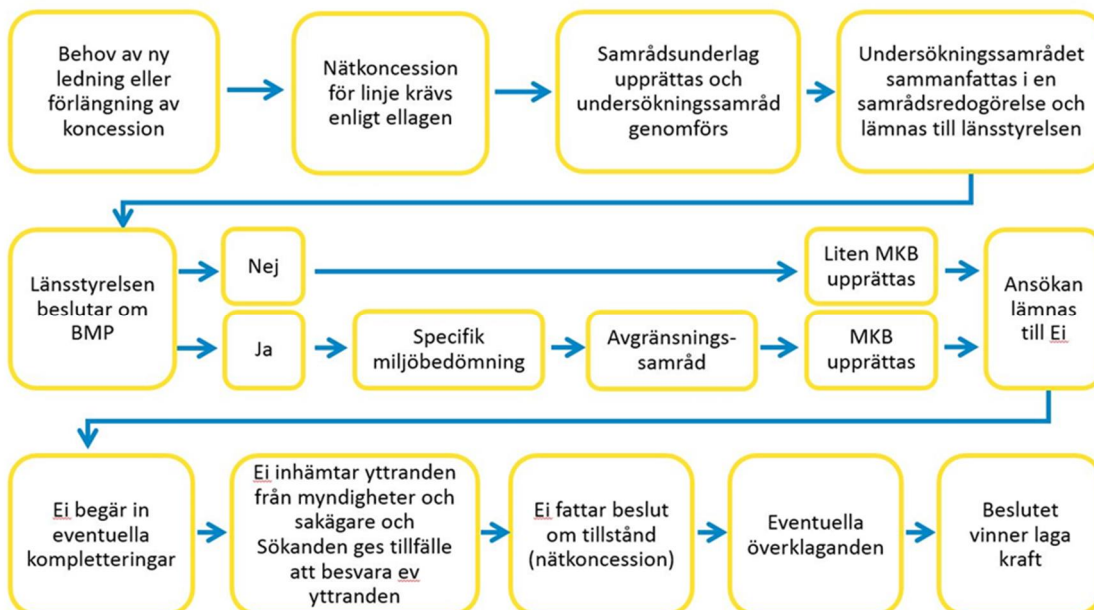 Behov av ny
ledning eller
förlängning av
koncession
Nätkoncession
för linje krävs
enligt ellagen
Samrådsunderlag
upprättas och
undersökningssamråd
genomförs
Undersökningssamrådet
sammanfattas i en
samrådsredogörelse och
lämnas till länsstyrelsen
Länsstyrelsen
beslutar om
BMP
Nej
Liten MKB
upprättas
Ja
Specifik
miljöbedömning
Avgränsnings-
samråd
MKB
upprättas
Ansökan
lämnas
till Ei
Ei begär in
eventuella
kompletteringar
Ei inhämtar yttranden
från myndigheter och
sakägare och
Sökanden ges tillfälle
att besvara ev
yttranden
Ei fattar beslut
om tillstånd
(nätkoncession)
Eventuella
överklaganden
Beslutet
vinner laga
kraft